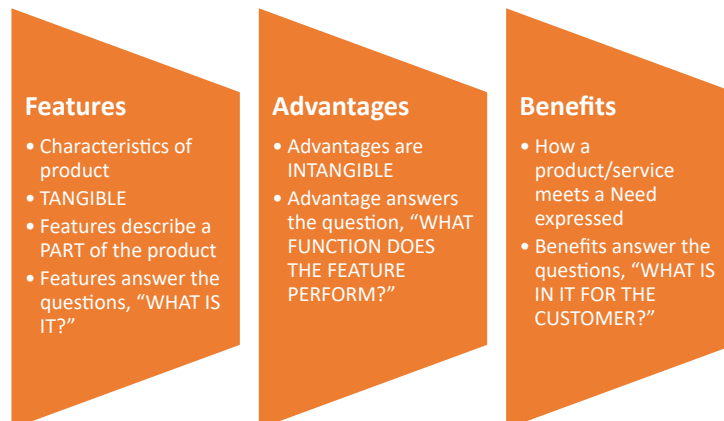 Features
• Characteristics of
product
• TANGIBLE
• Features describe a
PART of the product
• Features answer the
questions, “WHAT IS
IT?”
Advantages
• Advantages are
INTANGIBLE
• Advantage answers
the question, “WHAT
FUNCTION DOES
THE FEATURE
PERFORM?”
Benefits
• How a
product/service
meets a Need
expressed
• Benefits answer the
questions, “WHAT IS
IN IT FOR THE
CUSTOMER?”